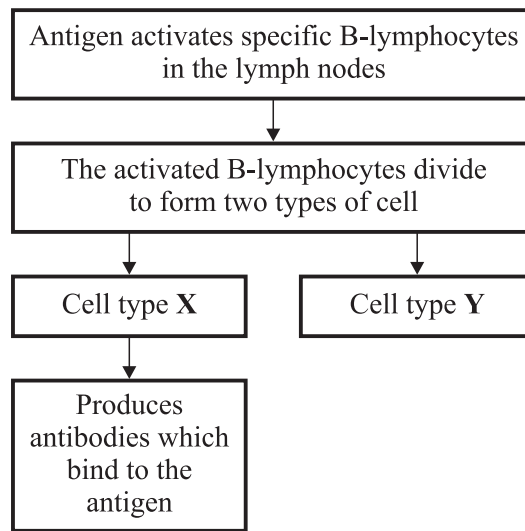 Antigen activates specific B-lymphocytes
in the lymph nodes
The activated B-lymphocytes divide
to form two types of cell
Cell type X
Cell type Y
Produces
antibodies which
bind to the
antigen